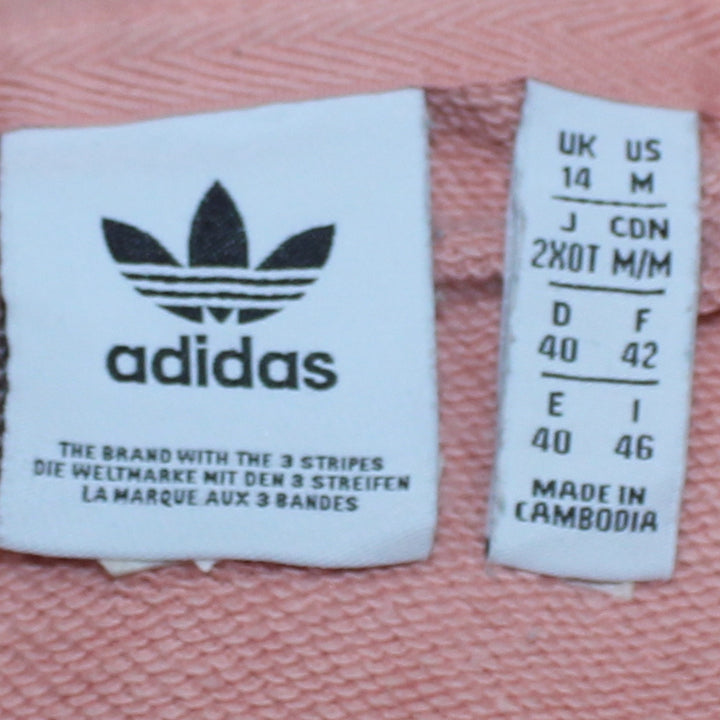 adidas
THE BRAND WITH THE 3 STRIPES
DIE WELTMARKE MIT DEN 3 STREIFEN
LA MARQUE AUX 3 BANDES
UK US
14 M
J CDN
2XOT M/M
D F
40 42
E I
40 46
MADE IN
CAMBODIA